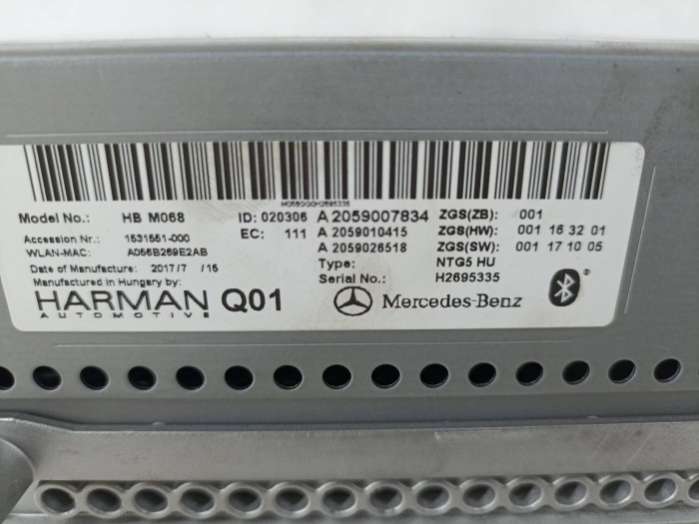 Model No.: HB M068 ID: 020306 A 2059007834 ZGS(ZB): 001
EC: 111 A 2059010415 ZGS(HW): 001 16 32 01
Accession Nr.: 1531551-000 A 2059026518 ZGS(SW): 001 17 10 05
WLAN-MAC: A056B269E2AB Type: NTG5 HU
Date of Manufacture: 2017/7 /15 Serial No.: H2695335
Manufactured in Hungary by:
HARMAN Q01 Mercedes-Benz
AUTOMOTIVE